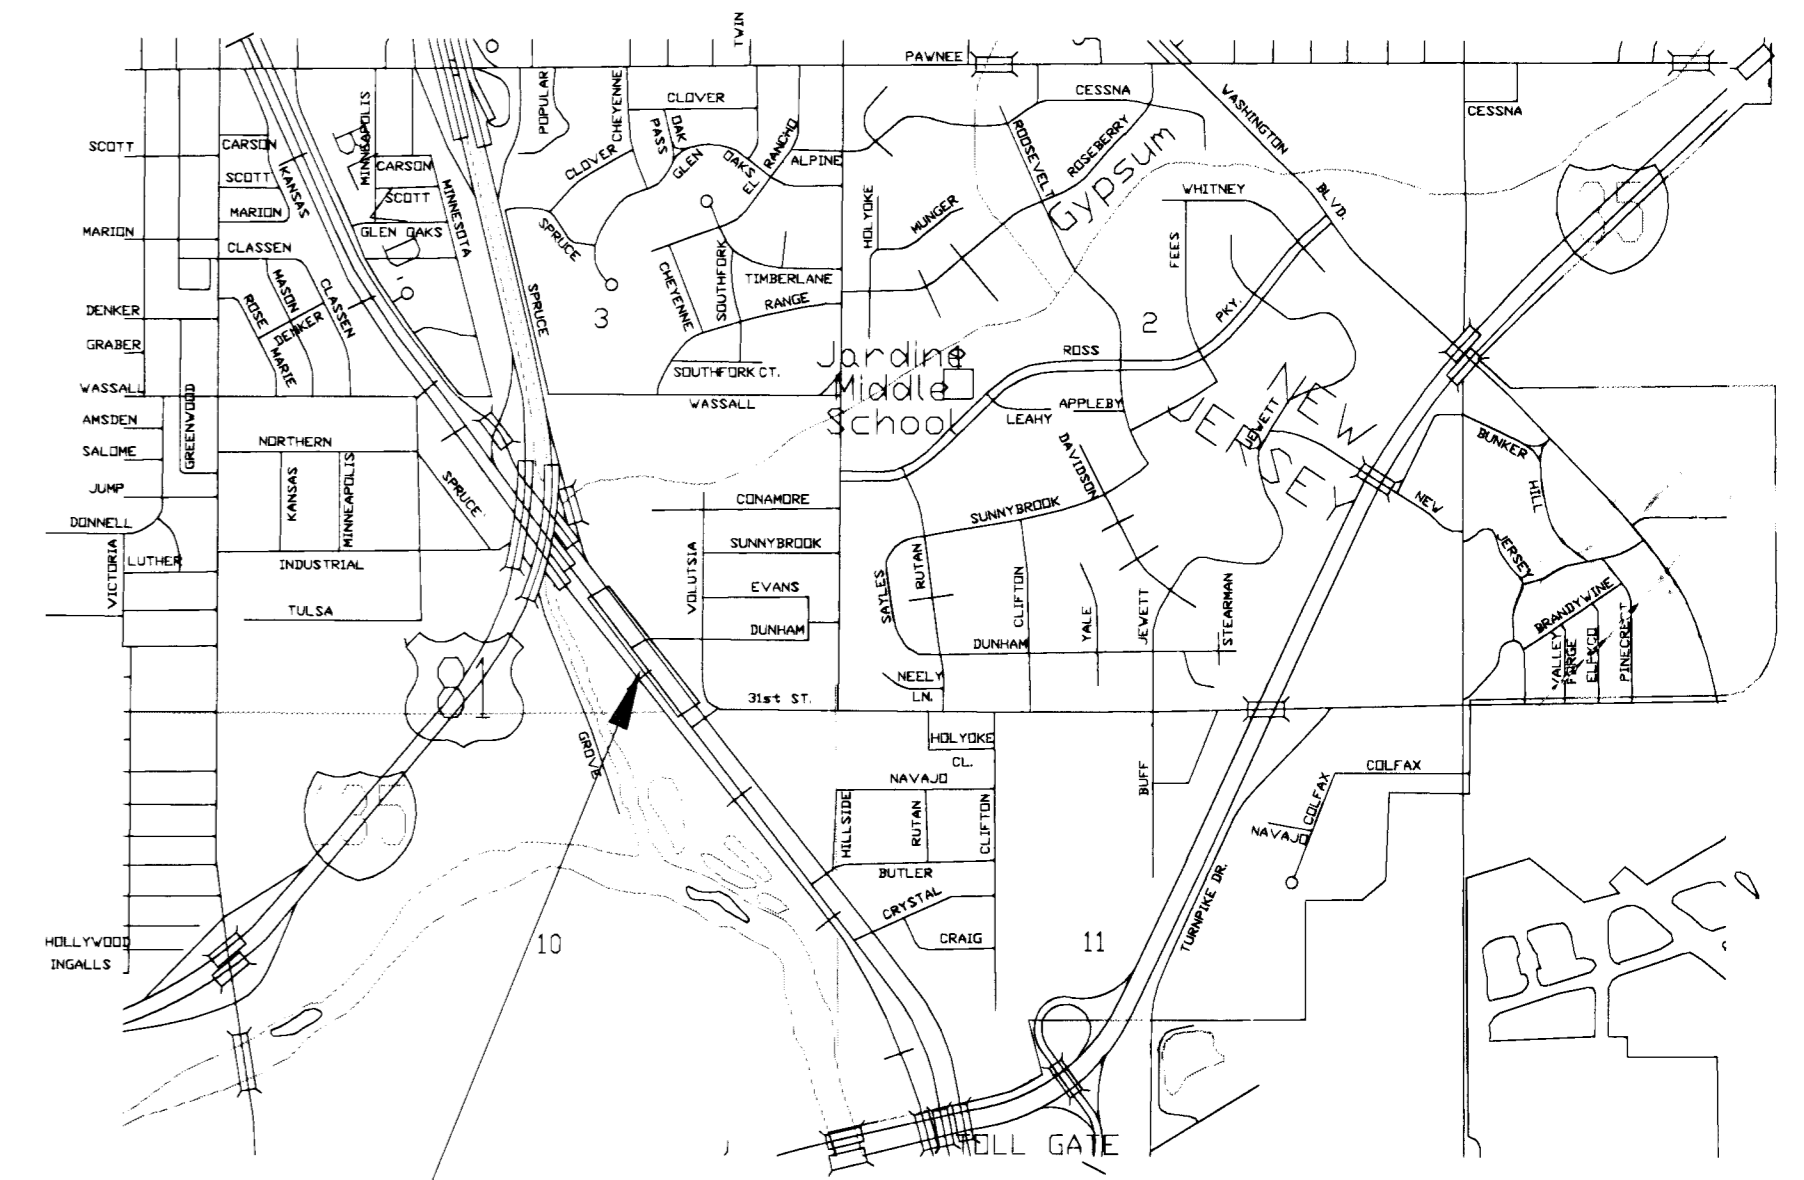 TWIN
PAWNEE
CESSNA
WASHINGTON
BLVD.
CESSNA
MINNEAPOLIS
POPULAR
CHEYENNE
CLOVER
OAK
PASS
CLOVER
GLEN
OAKS
EL
RANCHO
ALPINE
ROOSEVELT
ROSEBERRY
Gypsum
SCOTT
CARSON
CARSON
KANSAS
SCOTT
SCOTT
MINNESOTA
MARION
MARION
GLEN OAKS
CLASSEN
SPRUCE
HOLYOKE
MUNGER
WHITNEY
FEES
35
MASON
CLASSEN
ROSE
MARIE
DENKER
DENKER
SPRUCE
CHEYENNE
SOUTHFORK
TIMBERLANE
RANGE
PKY.
3
2
GRABER
Jardine
Middle
School
ROSS
SOUTHFORK CT.
WASSALL
WASSALL
APPLEBY
LEAHY
NEW
JERSEY
JEWETT
AMSDEN
GREENWOOD
SALOME
NORTHERN
DAVIDSON
BUNKER
HILL
JUMP
KANSAS
MINNEAPOLIS
SPRUCE
CONAMORE
SUNNYBROOK
NEW
JERSEY
DONNELL
VICTORIA
LUTHER
INDUSTRIAL
VOLUTSIA
SUNNYBROOK
EVANS
DUNHAM
SAYLES
RUTAN
CLIFTON
DUNHAM
YALE
JEWETT
STEARMAN
BRANDYWINE
VALLEY
FORGE
ELPYCO
PINECREST
TULSA
81
NEELY
LN.
31st ST.
GROVE
HOLYOKE
CL.
NAVAJO
BUFF
COLFAX
COLFAX
NAVAJO
35
HILLSIDE
RUTAN
CLIFTON
BUTLER
CRYSTAL
CRAIG
TURNPIKE DR.
HOLLYWOOD
INGALLS
10
11
TOLL GATE